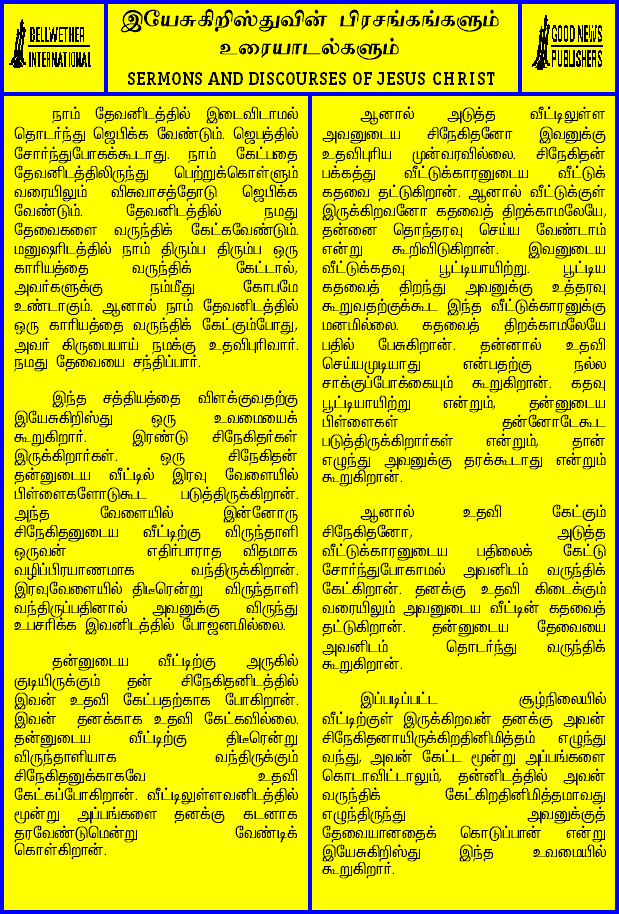 BELLWETHER
INTERNATIONAL
இயேசுகிறிஸ்துவின் பிரசங்கங்களும்
உரையாடல்களும்
SERMONS AND DISCOURSES OF JESUS CHRIST
GOOD NEWS
PUBLISHERS
நாம் தேவனிடத்தில் இடைவிடாமல்
தொடர்ந்து ஜெபிக்க வேண்டும். ஜெபத்தில்
சோர்ந்துபோகக்கூடாது. நாம் கேட்பதை
தேவனிடத்திலிருந்து பெற்றுக்கொள்ளும்
வரையிலும் விசுவாசத்தோடு ஜெபிக்க
வேண்டும். தேவனிடத்தில் நமது
தேவைகளை வருந்திக் கேட்கவேண்டும்.
மனுஷரிடத்தில் நாம் திரும்ப திரும்ப ஒரு
காரியத்தை வருந்திக் கேட்டால்,
அவர்களுக்கு நம்மீது கோபமே
உண்டாகும். ஆனால் நாம் தேவனிடத்தில்
ஒரு காரியத்தை வருந்திக் கேட்கும்போது,
அவர் கிருபையாய் நமக்கு உதவிபுரிவார்.
நமது தேவையை சந்திப்பார்.
இந்த சத்தியத்தை விளக்குவதற்கு
இயேசுகிறிஸ்து ஒரு உவமையைக்
கூறுகிறார். இரண்டு சிநேகிதர்கள்
இருக்கிறார்கள். ஒரு சிநேகிதன்
தன்னுடைய வீட்டில் இரவு வேளையில்
பிள்ளைகளோடுகூட படுத்திருக்கிறான்.
அந்த வேளையில் இன்னோரு
சிநேகிதனுடைய வீட்டிற்கு விருந்தாளி
ஒருவன் எதிர்பாராத விதமாக
வழிப்பிரயாணமாக வந்திருக்கிறான்.
இரவுவேளையில் திடீரென்று விருந்தாளி
வந்திருப்பதினால் அவனுக்கு விருந்து
உபசரிக்க இவனிடத்தில் போஜனமில்லை.
தன்னுடைய வீட்டிற்கு அருகில்
குடியிருக்கும் தன் சிநேகிதனிடத்தில்
இவன் உதவி கேட்பதற்காக போகிறான்.
இவன் தனக்காக உதவி கேட்கவில்லை.
தன்னுடைய வீட்டிற்கு திடீரென்று
விருந்தாளியாக வந்திருக்கும்
சிநேகிதனுக்காகவே உதவி
கேட்கப்போகிறான். வீட்டிலுள்ளவனிடத்தில்
மூன்று அப்பங்களை தனக்கு கடனாக
தரவேண்டுமென்று வேண்டிக்
கொள்கிறான்.
ஆனால் அடுத்த வீட்டிலுள்ள
அவனுடைய சிநேகிதனோ இவனுக்கு
உதவிபுரிய முன்வரவில்லை. சிநேகிதன்
பக்கத்து வீட்டுக்காரனுடைய வீட்டுக்
கதவை தட்டுகிறான். ஆனால் வீட்டுக்குள்
இருக்கிறவனோ கதவைத் திறக்காமலேயே,
தன்னை தொந்தரவு செய்ய வேண்டாம்
என்று கூறிவிடுகிறான். இவனுடைய
வீட்டுக்கதவு பூட்டியாயிற்று. பூட்டிய
கதவைத் திறந்து அவனுக்கு உத்தரவு
கூறுவதற்குக்கூட இந்த வீட்டுக்காரனுக்கு
மனமில்லை. கதவைத் திறக்காமலேயே
பதில் பேசுகிறான். தன்னால் உதவி
செய்யமுடியாது என்பதற்கு நல்ல
சாக்குப்போக்கையும் கூறுகிறான். கதவு
பூட்டியாயிற்று என்றும், தன்னுடைய
பிள்ளைகள் தன்னோடேகூட
படுத்திருக்கிறார்கள் என்றும், தான்
எழுந்து அவனுக்கு தரக்கூடாது என்றும்
கூறுகிறான்.
ஆனால் உதவி கேட்கும்
சிநேகிதனோ, அடுத்த
வீட்டுக்காரனுடைய பதிலைக் கேட்டு
சோர்ந்துபோகாமல் அவனிடம் வருந்திக்
கேட்கிறான். தனக்கு உதவி கிடைக்கும்
வரையிலும் அவனுடைய வீட்டின் கதவைத்
தட்டுகிறான். தன்னுடைய தேவையை
அவனிடம் தொடர்ந்து வருந்திக்
கூறுகிறான்.
இப்படிப்பட்ட சூழ்நிலையில்
வீட்டிற்குள் இருக்கிறவன் தனக்கு அவன்
சிநேகிதனாயிருக்கிறதினிமித்தம் எழுந்து
வந்து, அவன் கேட்ட மூன்று அப்பங்களை
கொடாவிட்டாலும், தன்னிடத்தில் அவன்
வருந்திக் கேட்கிறதினிமித்தமாவது
எழுந்திருந்து அவனுக்குத்
தேவையானதைக் கொடுப்பான் என்று
இயேசுகிறிஸ்து இந்த உவமையில்
கூறுகிறார்.